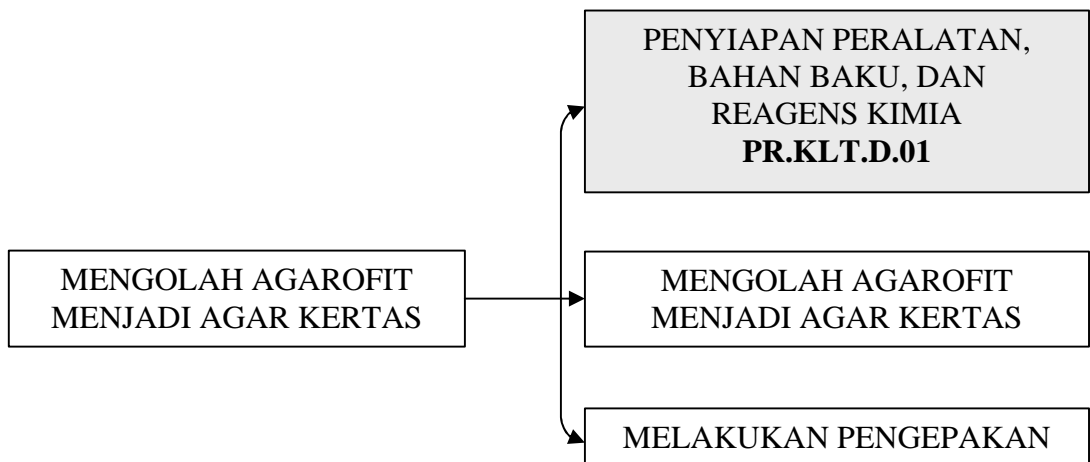 PENYIAPAN PERALATAN,
BAHAN BAKU, DAN
REAGENS KIMIA
PR.KLT.D.01
MENGOLAH AGAROFIT
MENJADI AGAR KERTAS
MENGOLAH AGAROFIT
MENJADI AGAR KERTAS
MELAKUKAN PENGEPAKAN